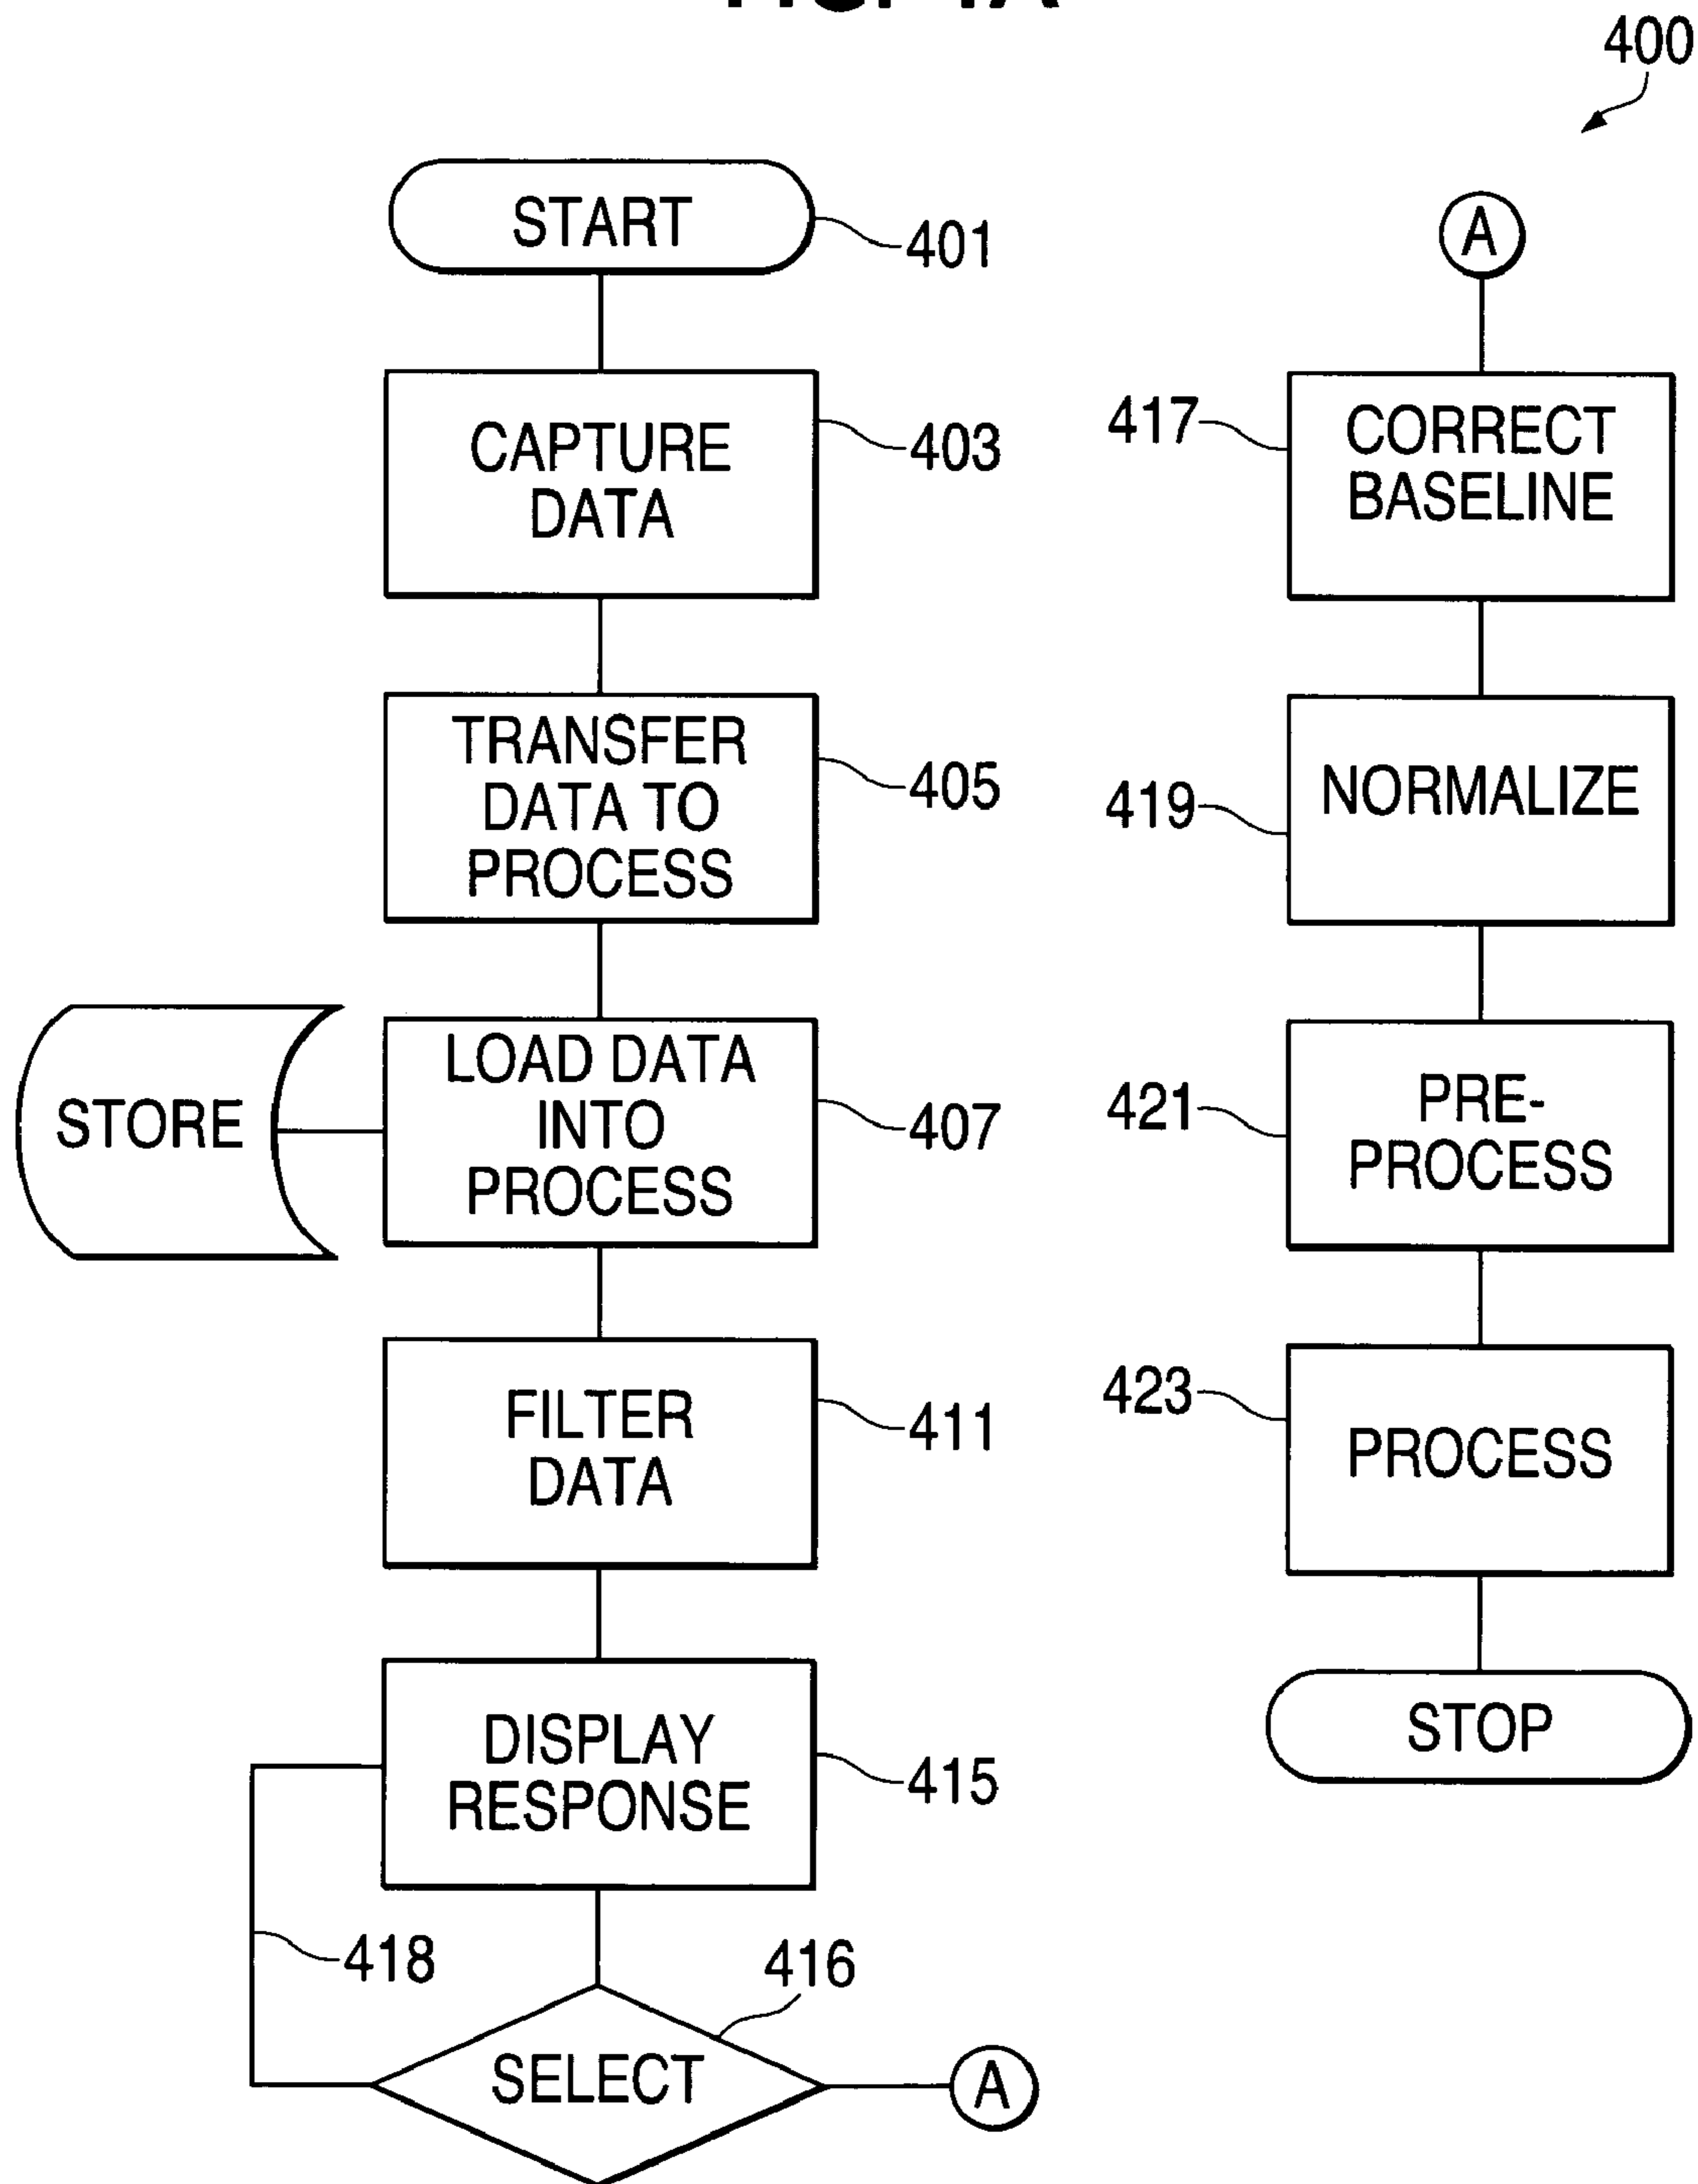 400
START
401
CAPTURE
DATA
403
TRANSFER
DATA TO
PROCESS
405
STORE
LOAD DATA
INTO
PROCESS
407
FILTER
DATA
411
DISPLAY
RESPONSE
415
418
416
SELECT
A
A
417
CORRECT
BASELINE
419
NORMALIZE
421
PRE-
PROCESS
423
PROCESS
STOP